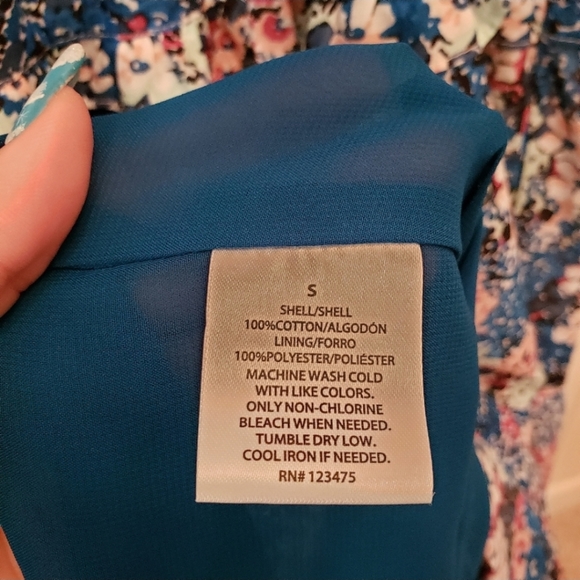 S
SHELL/SHELL
100%COTTON/ALGODÓN
LINING/FORRO
100%POLYESTER/POLIÉSTER
MACHINE WASH COLD
WITH LIKE COLORS.
ONLY NON-CHLORINE
BLEACH WHEN NEEDED.
TUMBLE DRY LOW.
COOL IRON IF NEEDED.
RN# 123475